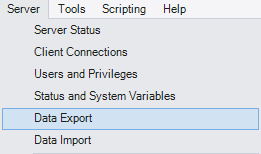 Server Tools Scripting Help
Server Status
Client Connections
Users and Privileges
Status and System Variables
Data Export
Data Import